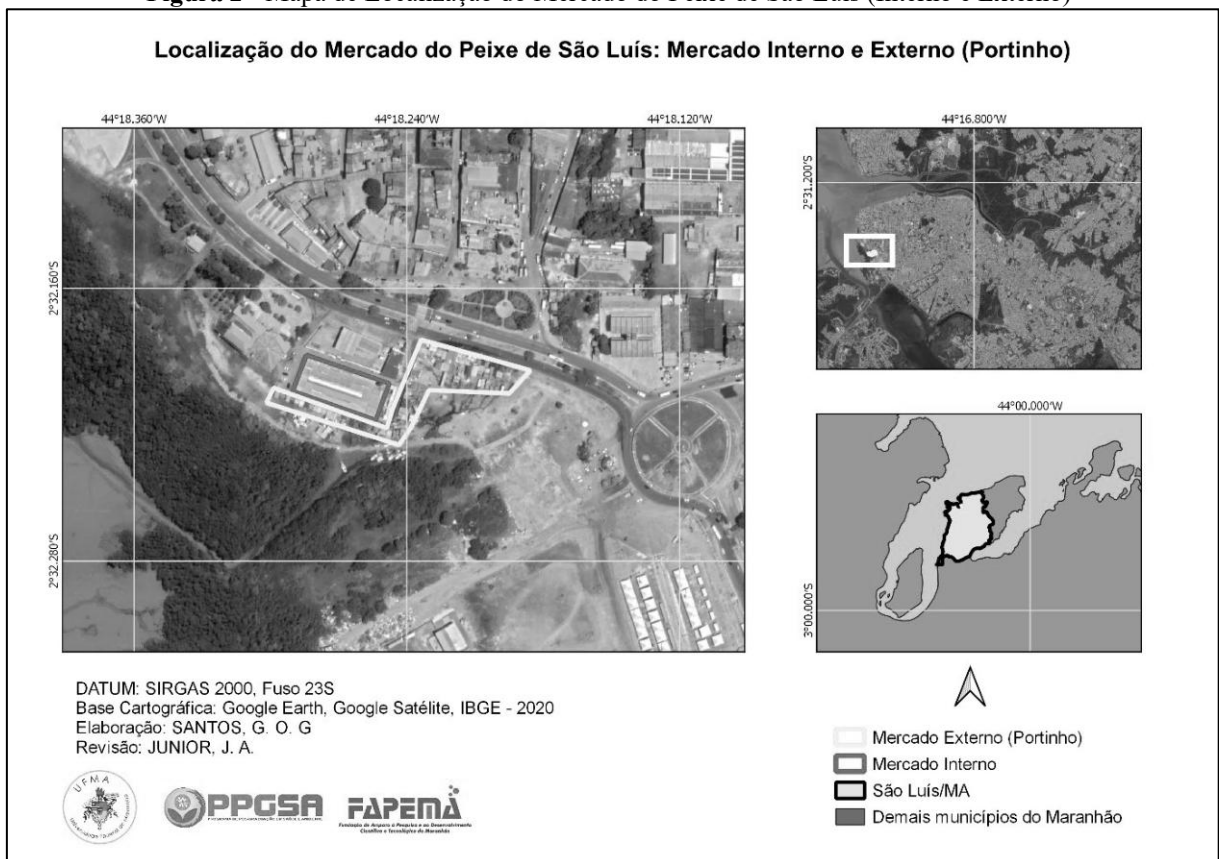 Localização do Mercado do Peixe de São Luís: Mercado Interno e Externo (Portinho)
44°18.360'W 44°18.240'W 44°18.120'W
2°32.160'S
2°32.280'S
44°16.800'W
2°31.200'S
44°00.000'W
3°00.000'S
DATUM: SIRGAS 2000, Fuso 23S
Base Cartográfica: Google Earth, Google Satélite, IBGE - 2020
Elaboração: SANTOS, G. O. G
Revisão: JUNIOR, J. A.
Mercado Externo (Portinho)
Mercado Interno
São Luís/MA
Demais municípios do Maranhão
UFMA
PPGSA
FAPEMA
Fundação de Amparo à Pesquisa e ao Desenvolvimento
Científico e Tecnológico do Maranhão